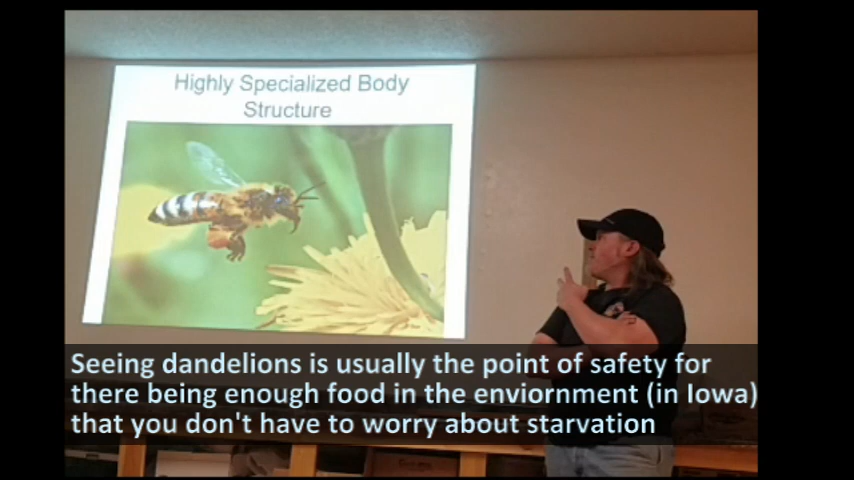 Highly Specialized Body
Structure
Seeing dandelions is usually the point of safety for
there being enough food in the enviornment (in Iowa)
that you don't have to worry about starvation